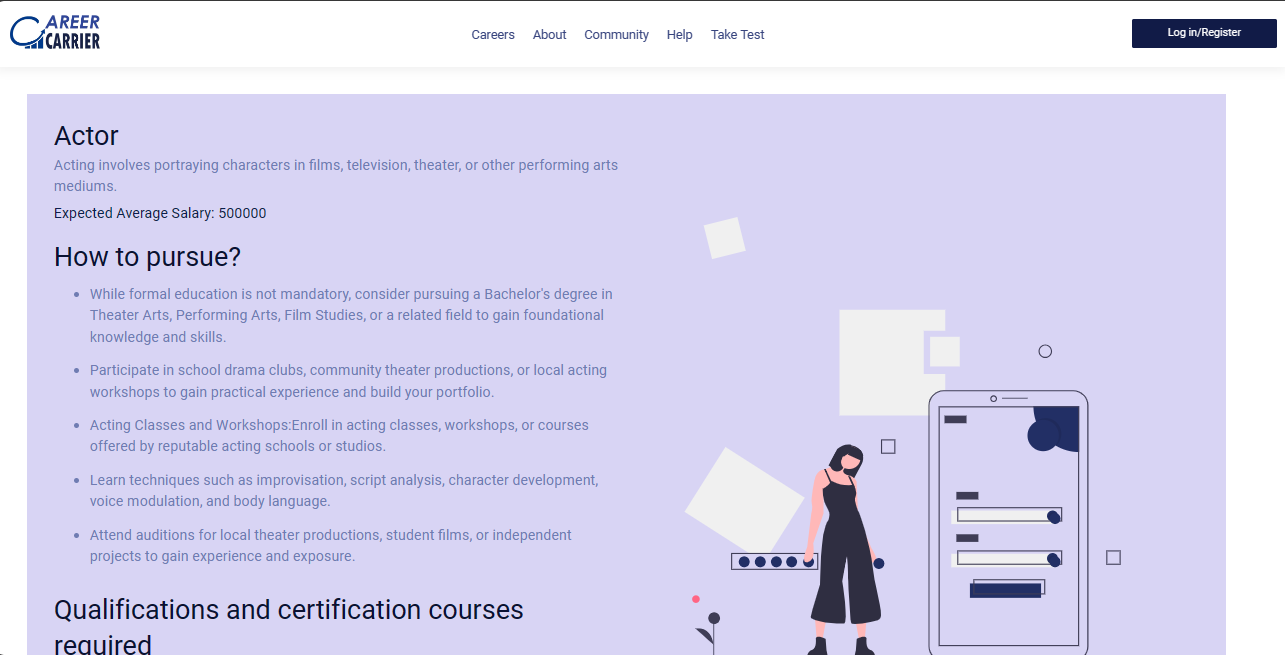 CAREER
CARRIER
Careers About Community Help Take Test
Log in/Register
Actor
Acting involves portraying characters in films, television, theater, or other performing arts
mediums.
Expected Average Salary: 500000
How to pursue?
While formal education is not mandatory, consider pursuing a Bachelor's degree in
Theater Arts, Performing Arts, Film Studies, or a related field to gain foundational
knowledge and skills.
Participate in school drama clubs, community theater productions, or local acting
workshops to gain practical experience and build your portfolio.
Acting Classes and Workshops:Enroll in acting classes, workshops, or courses
offered by reputable acting schools or studios.
Learn techniques such as improvisation, script analysis, character development,
voice modulation, and body language.
Attend auditions for local theater productions, student films, or independent
projects to gain experience and exposure.
Qualifications and certification courses
required